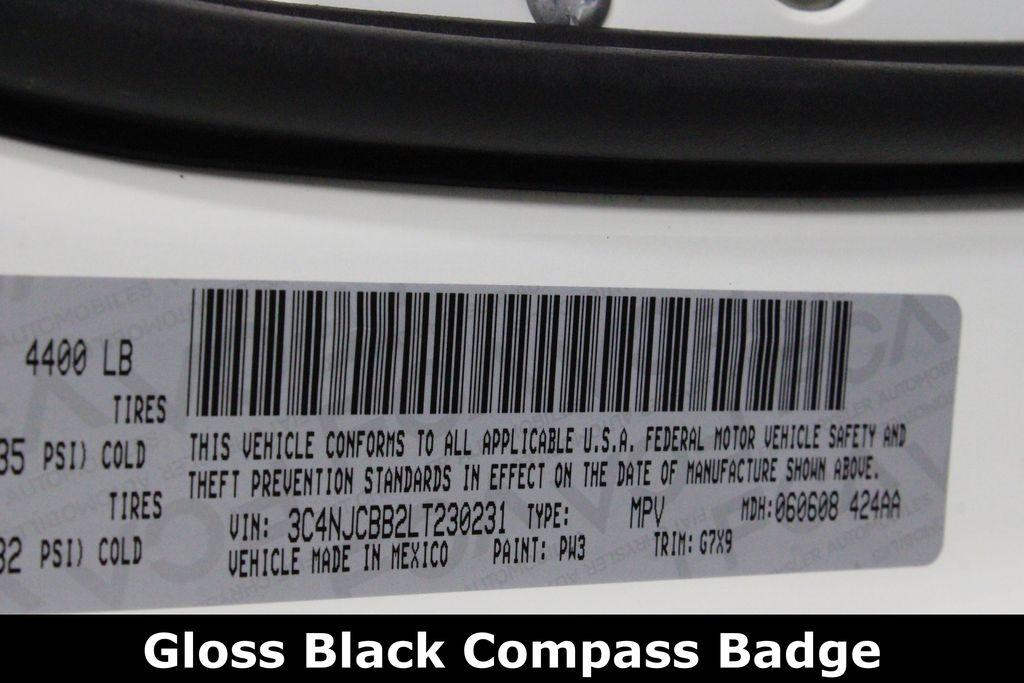 4400 LB
TIRES
35 PSI) COLD
TIRES
32 PSI) COLD
THIS VEHICLE CONFORMS TO ALL APPLICABLE U.S.A. FEDERAL MOTOR VEHICLE SAFETY AND
THEFT PREVENTION STANDARDS IN EFFECT ON THE DATE OF MANUFACTURE SHOWN ABOVE.
VIN: 3C4NJCBB2LT230231 TYPE: MPV MDH:060608 424AA
VEHICLE MADE IN MEXICO PAINT: PW3 TRIM: G7X9
Gloss Black Compass Badge